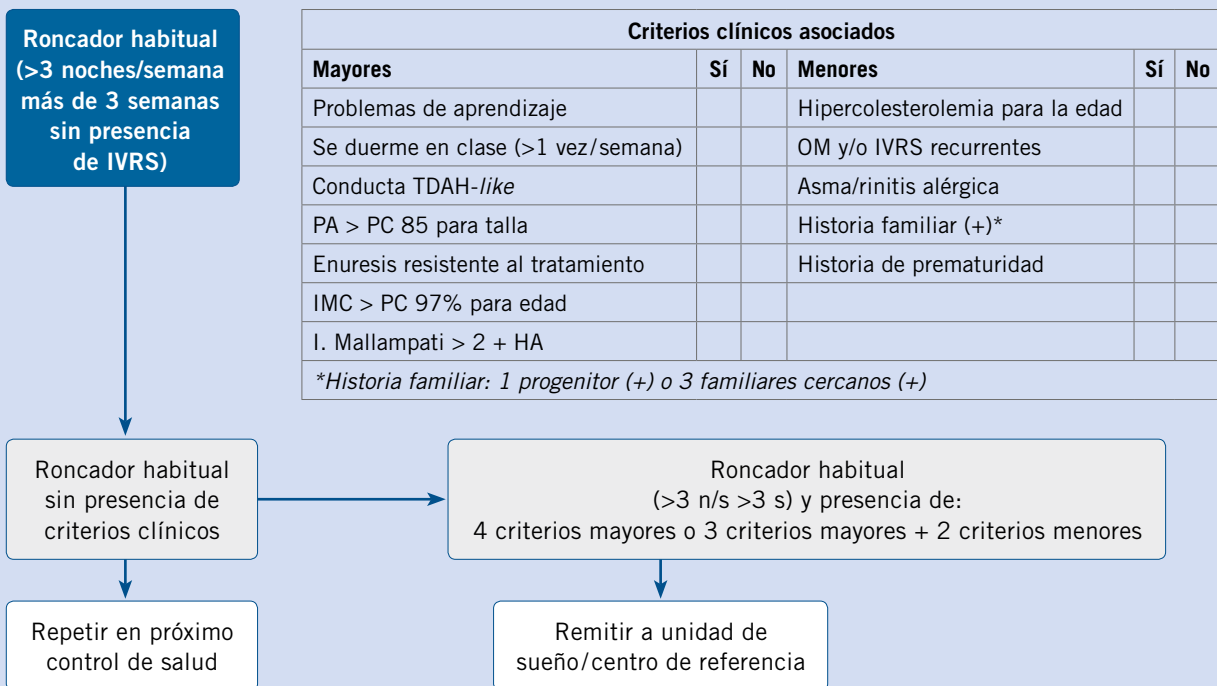 Roncador habitual
(>3 noches/semana
más de 3 semanas
sin presencia
de IVRS)
Criterios clínicos asociados
Mayores Sí No Menores Sí No
Problemas de aprendizaje Hipercolesterolemia para la edad
Se duerme en clase (>1 vez/semana) OM y/o IVRS recurrentes
Conducta TDAH-like Asma/rinitis alérgica
PA > PC 85 para talla Historia familiar (+)*
Enuresis resistente al tratamiento Historia de prematuridad
IMC > PC 97% para edad
I. Mallampati > 2 + HA
*Historia familiar: 1 progenitor (+) o 3 familiares cercanos (+)
Roncador habitual
sin presencia de
criterios clínicos
Roncador habitual
(>3 n/s >3 s) y presencia de:
4 criterios mayores o 3 criterios mayores + 2 criterios menores
Repetir en próximo
control de salud
Remitir a unidad de
sueño/centro de referencia